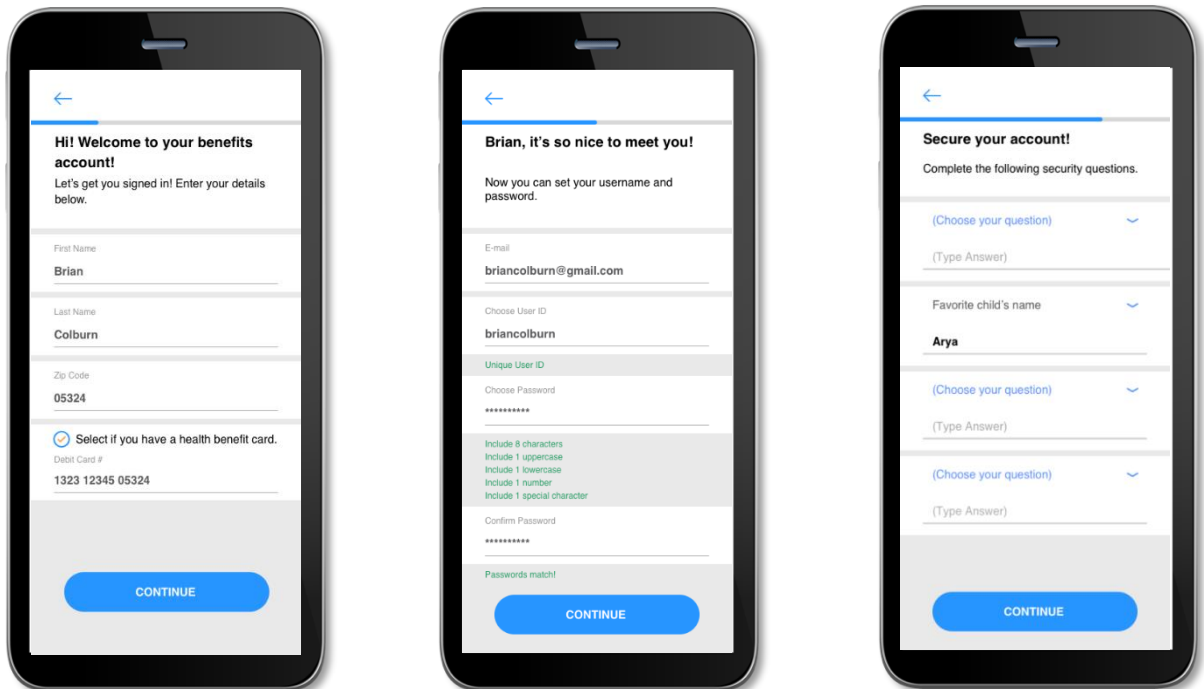 Hi! Welcome to your benefits
account!
Let's get you signed in! Enter your details
below.
First Name
Brian
Last Name
Colburn
Zip Code
05324
Select if you have a health benefit card.
Debit Card #
1323 12345 05324
CONTINUE
Brian, it's so nice to meet you!
Now you can set your username and
password.
E-mail
briancolburn@gmail.com
Choose User ID
briancolburn
Unique User ID
Choose Password
**********
Include 8 characters
Include 1 uppercase
Include 1 lowercase
Include 1 number
Include 1 special character
Confirm Password
**********
Passwords match!
CONTINUE
Secure your account!
Complete the following security questions.
(Choose your question)
(Type Answer)
Favorite child's name
Arya
(Choose your question)
(Type Answer)
(Choose your question)
(Type Answer)
CONTINUE